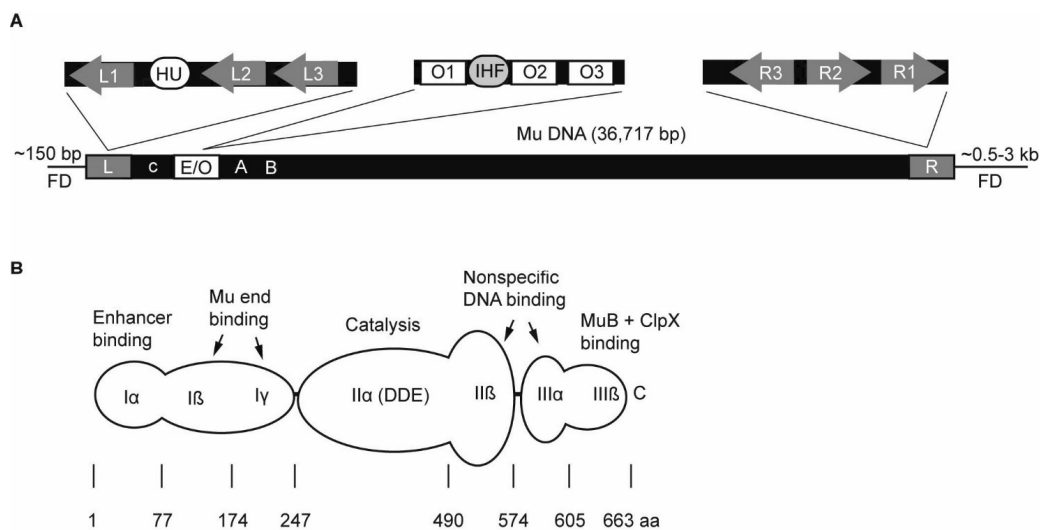 A
L1 HU L2 L3 O1 IHF O2 O3 R3 R2 R1
Mu DNA (36,717 bp)
~150 bp ~0.5-3 kb
L c E/O A B R
FD FD
B
Nonspecific
DNA binding
Mu end
binding
Enhancer
binding
Catalysis
MuB + ClpX
binding
Iα Iß Iγ IIα (DDE) IIß IIIα IIIß C
1 77 174 247 490 574 605 663 aa